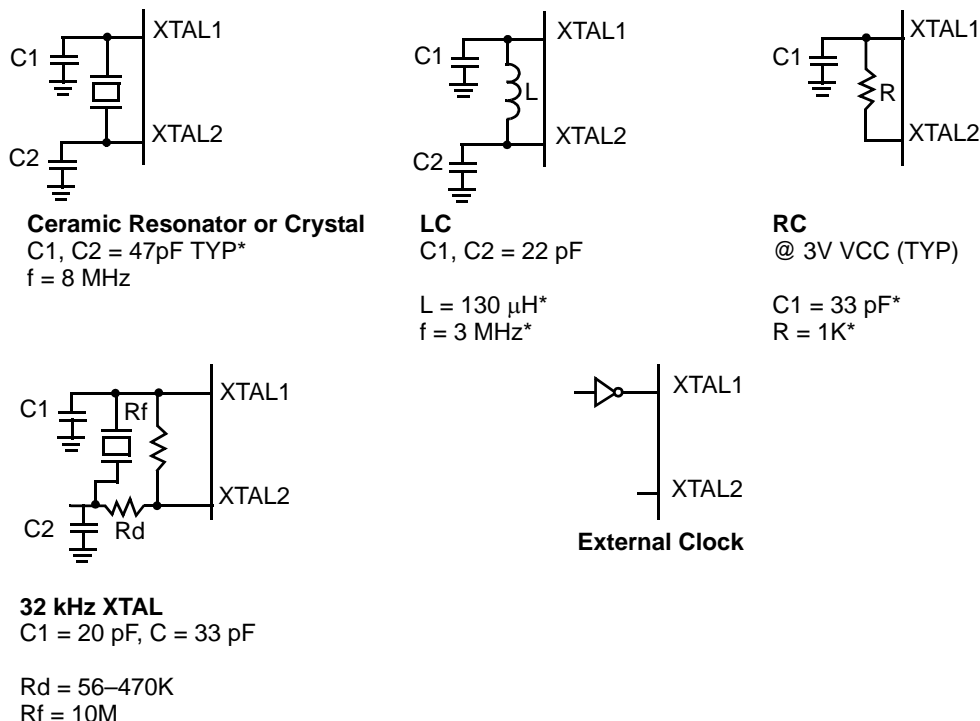 XTAL1
C1
XTAL2
C2
Ceramic Resonator or Crystal
C1, C2 = 47pF TYP*
f = 8 MHz
XTAL1
C1
L
XTAL2
C2
LC
C1, C2 = 22 pF
L = 130 μH*
f = 3 MHz*
XTAL1
C1
R
XTAL2
RC
@ 3V VCC (TYP)
C1 = 33 pF*
R = 1K*
XTAL1
C1
Rf
XTAL2
C2
Rd
32 kHz XTAL
C1 = 20 pF, C = 33 pF
Rd = 56–470K
Rf = 10M
XTAL1
XTAL2
External Clock